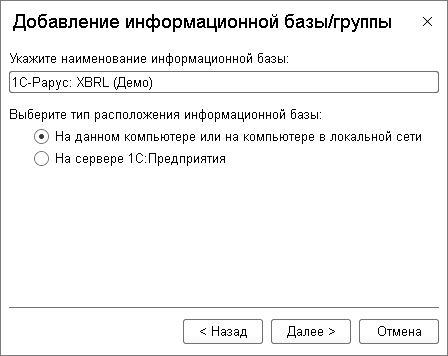 Добавление информационной базы/группы
Укажите наименование информационной базы:
1С-Рарус: XBRL (Демо)
Выберите тип расположения информационной базы:
На данном компьютере или на компьютере в локальной сети
На сервере 1С:Предприятия
< Назад
Далее >
Отмена